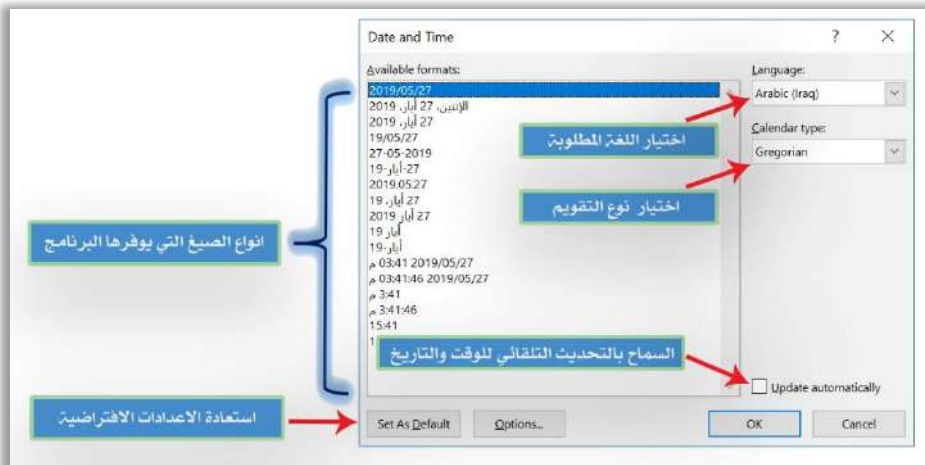 Date and Time
?
Available formats:
Language:
2019/05/27
Arabic (Iraq)
الإثنين، 27 أيار، 2019
27 أيار، 2019
19/05/27
اختيار اللغة المطلوبة
Calendar type:
27-05-2019
Gregorian
27-أيار-19
2019.05.27
27 أيار، 19
اختيار نوع التقويم
27 أيار 2019
أيار 19
انواع الصيغ التي يوفرها البرنامج
أيار-19
2019/05/27 03:41 م
2019/05/27 03:41:46 م
3:41 م
3:41:46 م
15:41
السماح بالتحديث التلقائي للوقت والتاريخ
Update automatically
استعادة الاعدادات الافتراضية
Set As Default
Options...
OK
Cancel